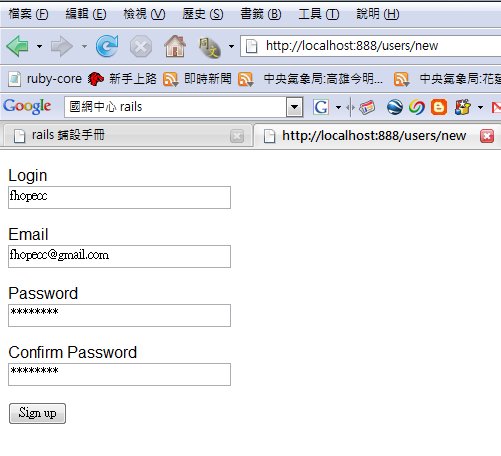 檔案 (F) 編輯 (E) 檢視 (V) 歷史 (S) 書籤 (B) 工具 (T) 說明 (H)
http://localhost:888/users/new
ruby-core 新手上路 即時新聞 中央氣象局:高雄今明... 中央氣象局:花
Google 國網中心 rails G
rails 鋪設手冊 http://localhost:888/users/new
Login
fhopecc
Email
fhopecc@gmail.com
Password
********
Confirm Password
********
Sign up